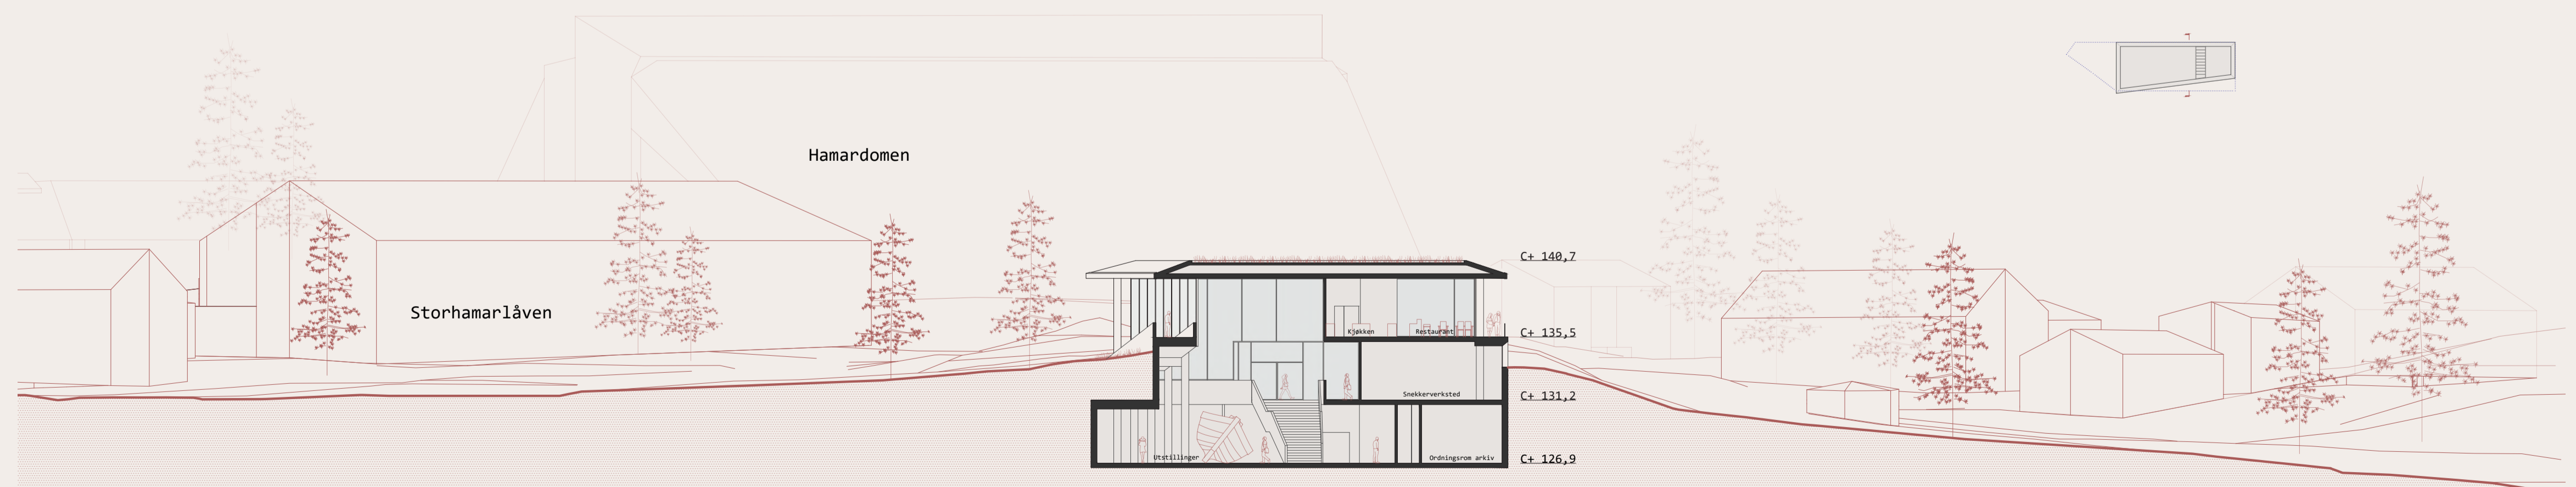 Hamardomen
Storhamarlåven
C+ 140,7
Kjøkken
Restaurant
C+ 135,5
Snekkerverksted
C+ 131,2
Utstillinger
Ordningsrom arkiv
C+ 126,9